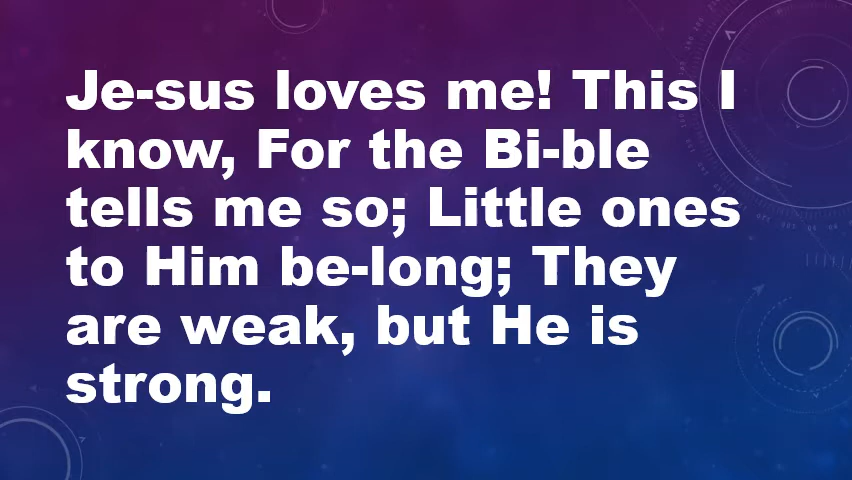 Je-sus loves me! This I
know, For the Bi-ble
tells me so; Little ones
to Him be-long; They
are weak, but He is
strong.